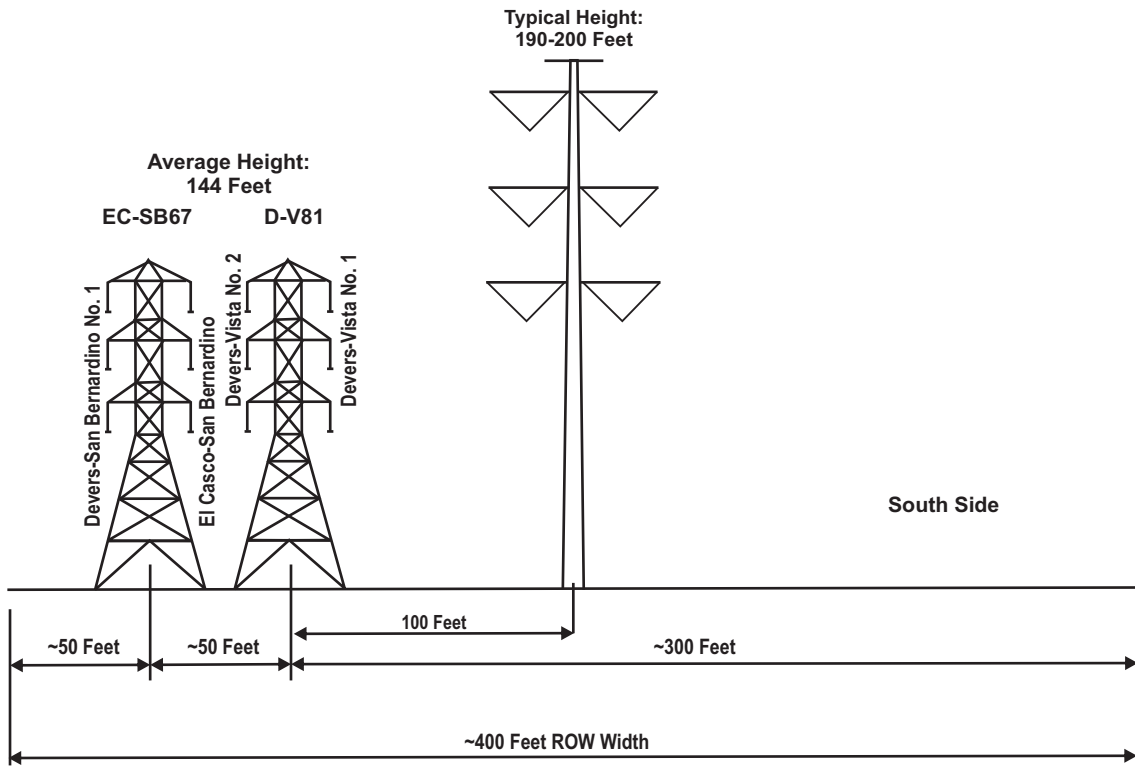 Typical Height:
190-200 Feet
Average Height:
144 Feet
EC-SB67
D-V81
Devers-San Bernardino No. 1
El Casco-San Bernardino
Devers-Vista No. 2
Devers-Vista No. 1
South Side
100 Feet
~50 Feet
~50 Feet
~300 Feet
~400 Feet ROW Width